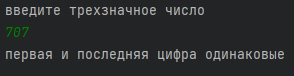 введите трехзначное число
707
первая и последняя цифра одинаковые